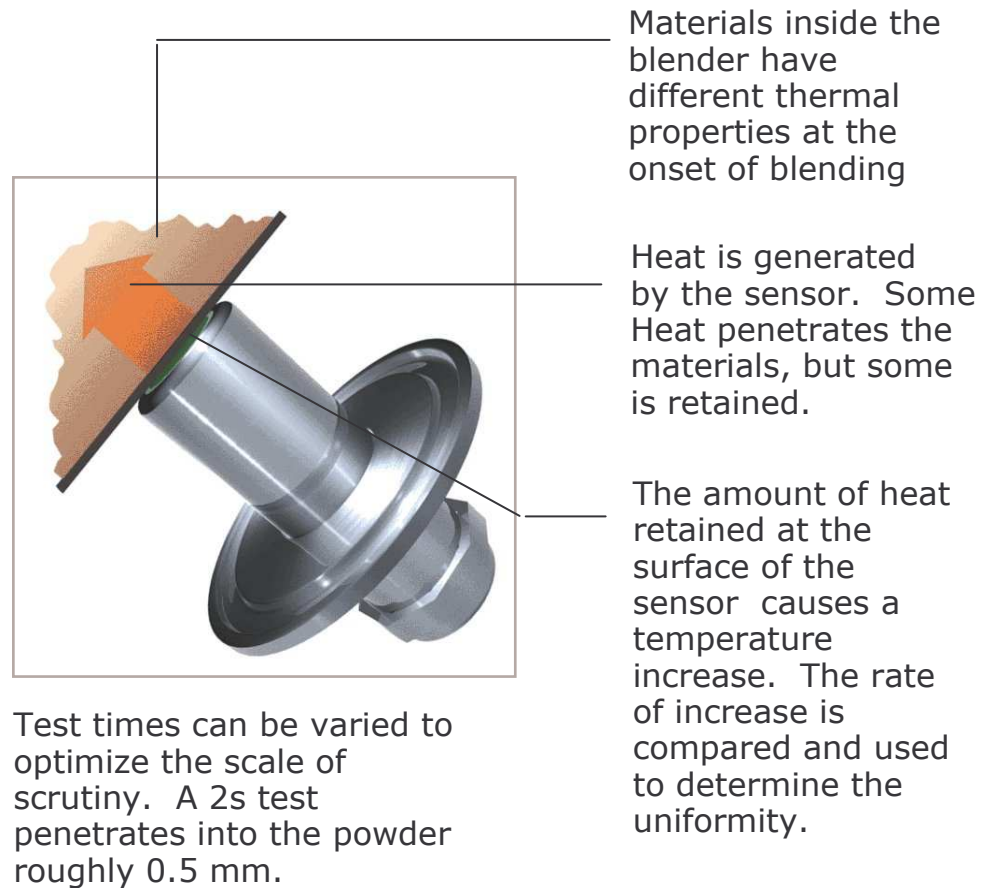 Materials inside the
blender have
different thermal
properties at the
onset of blending
Heat is generated
by the sensor.  Some
Heat penetrates the
materials, but some
is retained.
The amount of heat
retained at the
surface of the
sensor  causes a
temperature
increase.  The rate
of increase is
compared and used
to determine the
uniformity.
Test times can be varied to
optimize the scale of
scrutiny.  A 2s test
penetrates into the powder
roughly 0.5 mm.